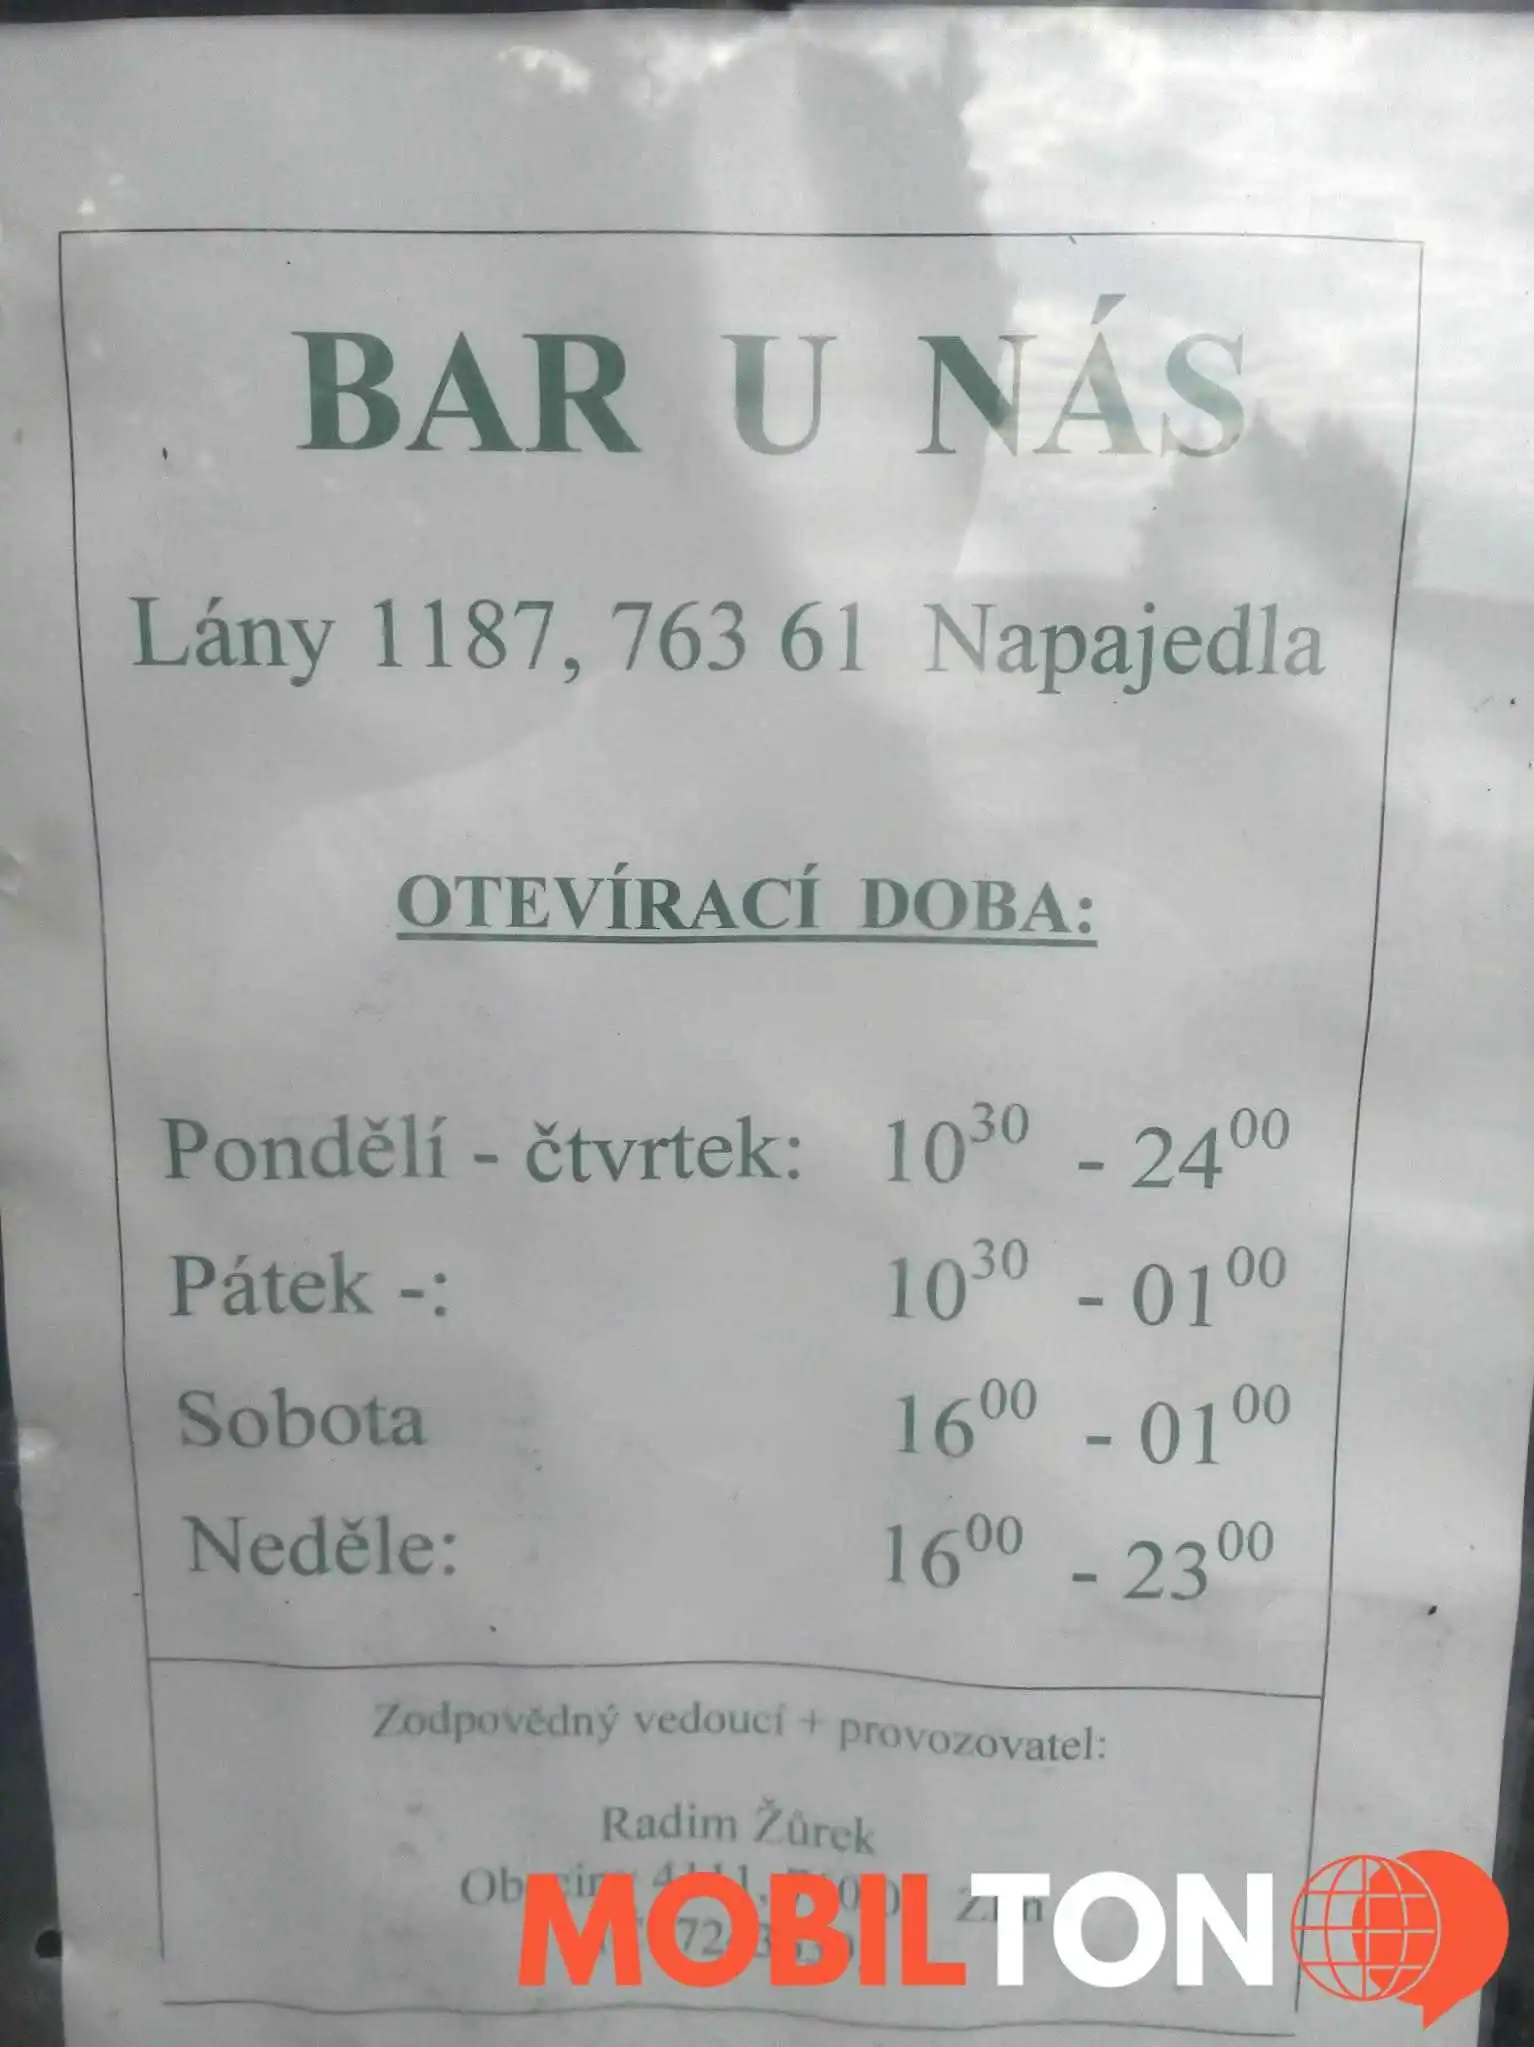 BAR U NÁS
Lány 1187, 763 61 Napajedla
OTEVÍRACÍ DOBA:
Pondělí - čtvrtek: 10³⁰ - 24⁰⁰
Pátek -: 10³⁰ - 01⁰⁰
Sobota 16⁰⁰ - 01⁰⁰
Neděle: 16⁰⁰ - 23⁰⁰
Zodpovědný vedoucí + provozovatel:
Radim Žůrek
MOBILTON